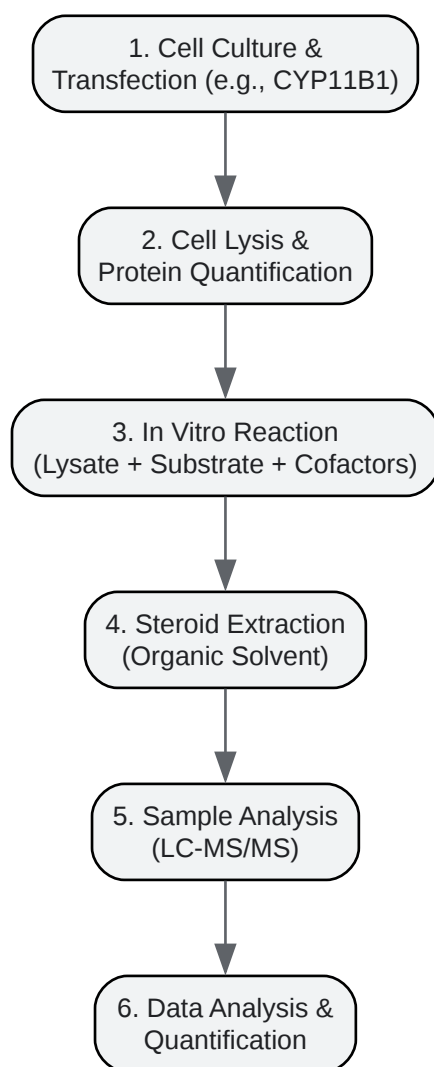 1. Cell Culture &
Transfection (e.g., CYP11B1)
2. Cell Lysis &
Protein Quantification
3. In Vitro Reaction
(Lysate + Substrate + Cofactors)
4. Steroid Extraction
(Organic Solvent)
5. Sample Analysis
(LC-MS/MS)
6. Data Analysis &
Quantification